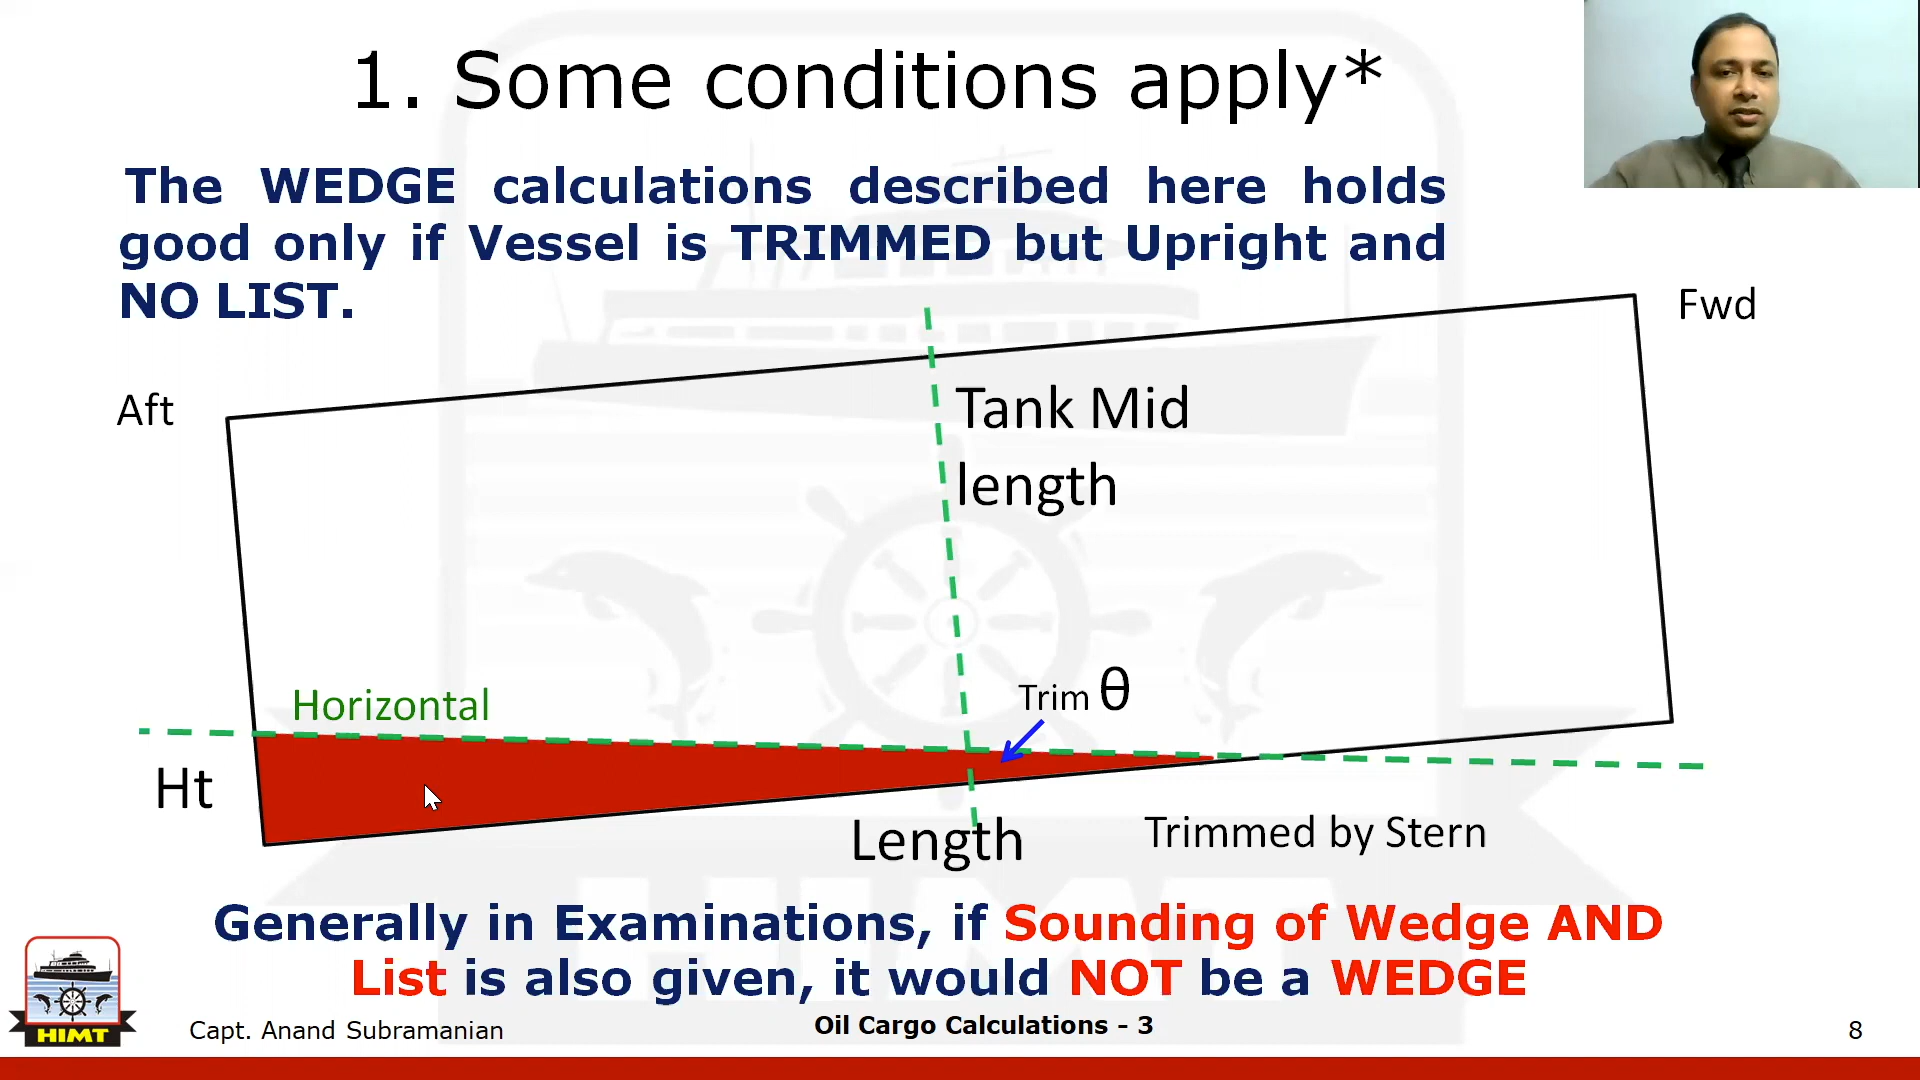 1. Some conditions apply*
The WEDGE calculations described here holds
good only if Vessel is TRIMMED but Upright and
NO LIST.
Fwd
Aft
Tank Mid
length
Trim θ
Horizontal
Ht
Length
Trimmed by Stern
Generally in Examinations, if Sounding of Wedge AND
List is also given, it would NOT be a WEDGE
HIMT
Capt. Anand Subramanian
Oil Cargo Calculations - 3
8
HIMT